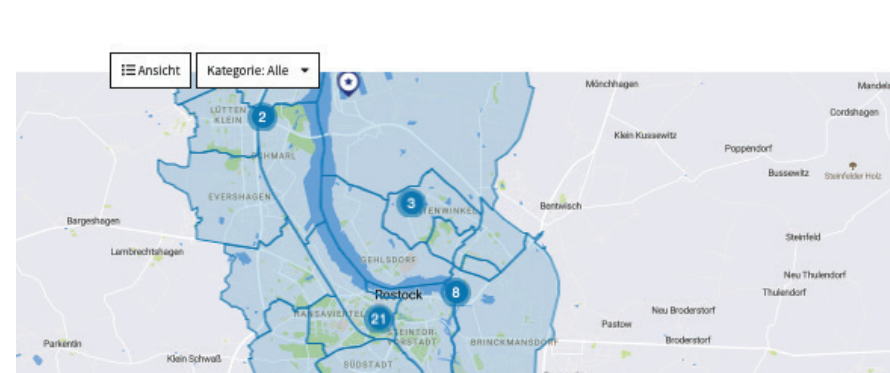 Ansicht
Kategorie: Alle
Mönchhagen
Mandels
LÜTTEN
KLEIN
2
Cordshagen
Klein Kussewitz
Poppendorf
Bussewitz
Steinfelder Holz
EVERSHAGEN
3
Bentwisch
Bargeshagen
Steinfeld
Lambrechtshagen
GEHLSDORF
Neu Thulendorf
Rostock
8
Thulendorf
HANSAVIERTEL
21
Neu Broderstorf
Pastow
STEINTOR-
VORSTADT
BRINCKMANSDORF
Broderstorf
Parkentin
Klein Schwaß
SÜDSTADT